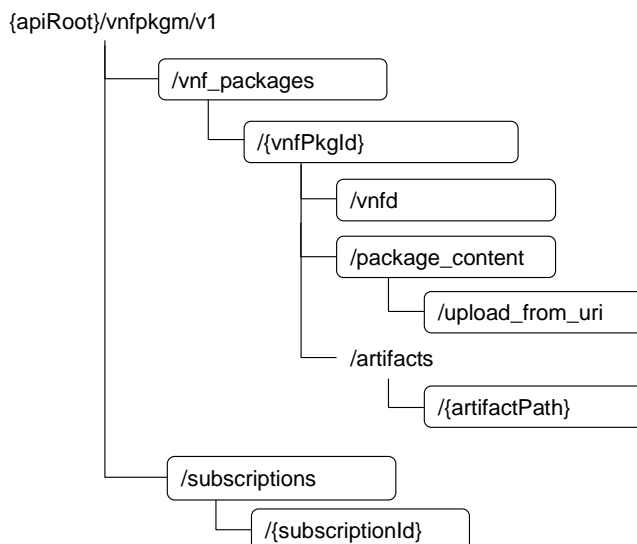 {apiRoot}/vnfpkgm/v1
/vnf_packages
/{vnfPkgId}
/vnfd
/package_content
/upload_from_uri
/artifacts
/{artifactPath}
/subscriptions
/{subscriptionId}